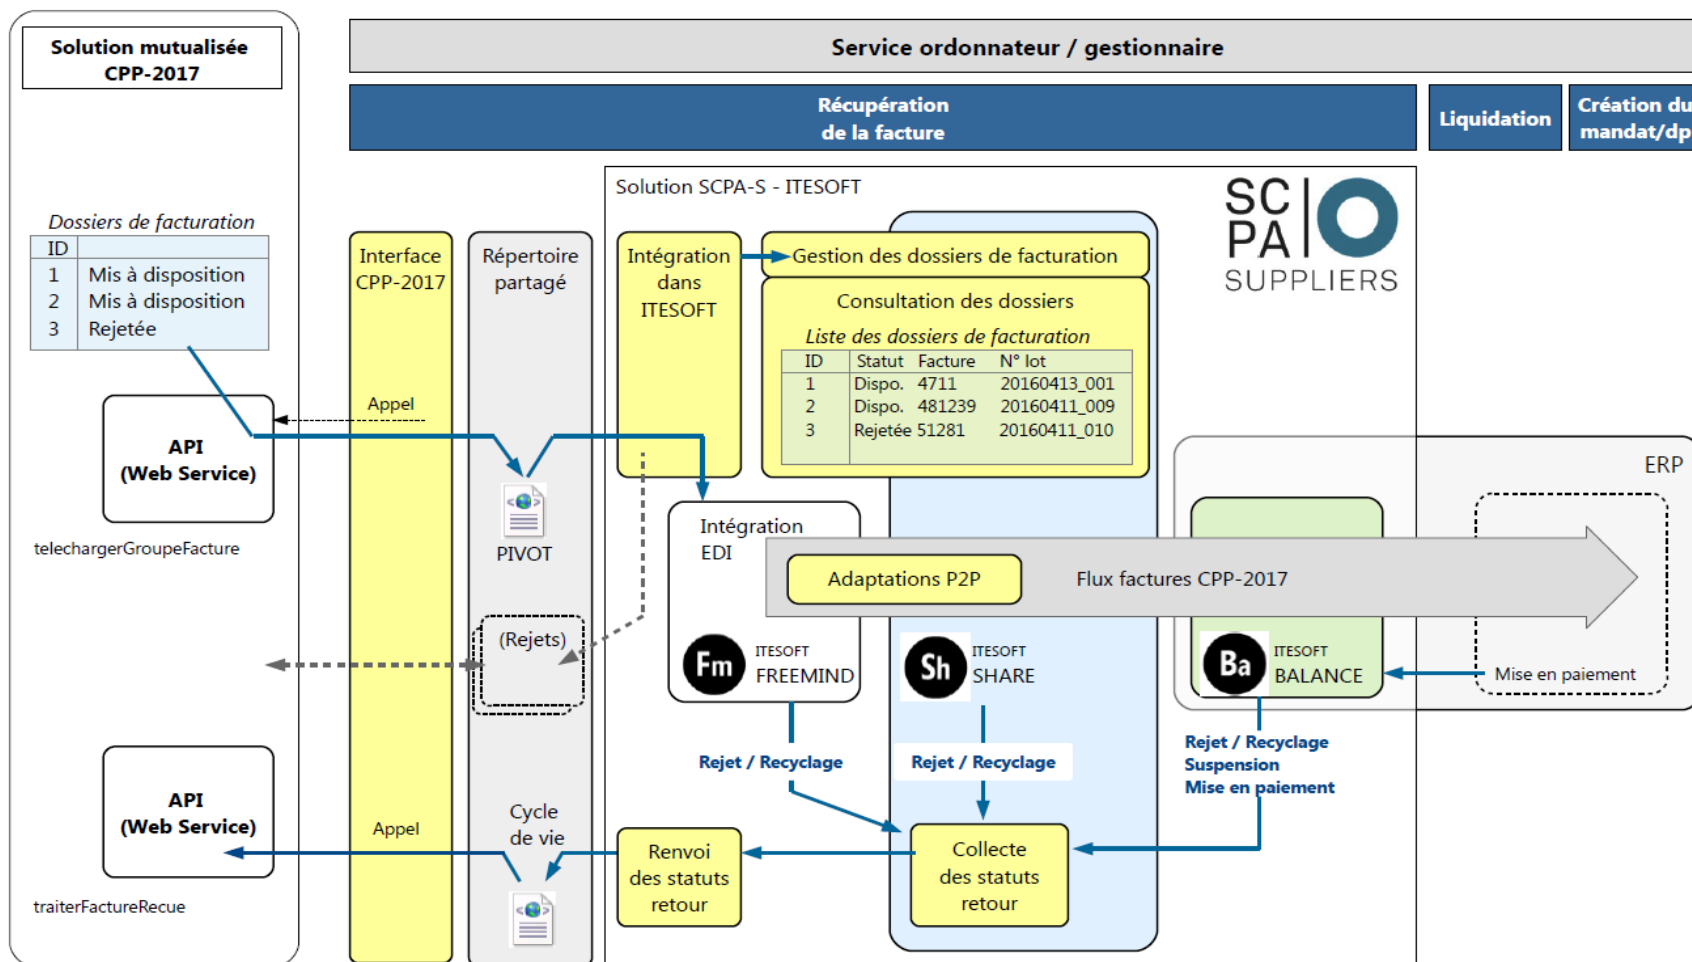 Solution mutualisée
CPP-2017
Service ordonnateur / gestionnaire
Récupération
de la facture
Liquidation
Création du
mandat/dp
Solution SCPA-S - ITESOFT
SC
PA
SUPPLIERS
Dossiers de facturation
ID
1 Mis à disposition
2 Mis à disposition
3 Rejetée
Interface
CPP-2017
Répertoire
partagé
Intégration
dans
ITESOFT
Gestion des dossiers de facturation
Consultation des dossiers
Liste des dossiers de facturation
ID Statut Facture N° lot
1 Dispo. 4711 20160413_001
2 Dispo. 481239 20160411_009
3 Rejetée 51281 20160411_010
Appel
API
(Web Service)
telechargerGroupeFacture
PIVOT
Intégration
EDI
ERP
Adaptations P2P
Flux factures CPP-2017
(Rejets)
Fm
ITESOFT
FREEMIND
Sh
ITESOFT
SHARE
Ba
ITESOFT
BALANCE
Mise en paiement
Rejet / Recyclage
Rejet / Recyclage
Rejet / Recyclage
Suspension
Mise en paiement
API
(Web Service)
Appel
Cycle
de vie
Renvoi
des statuts
retour
Collecte
des statuts
retour
traiterFactureRecue